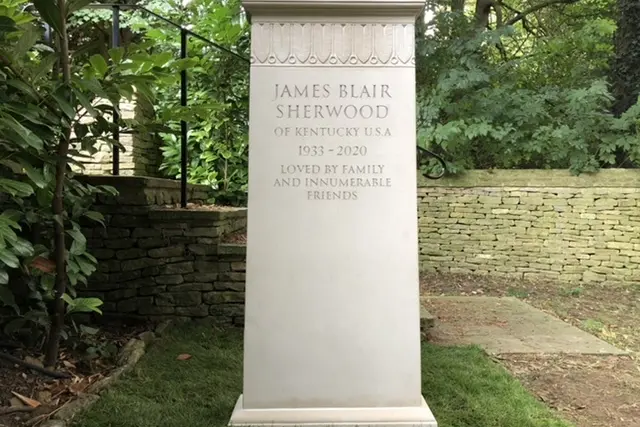 JAMES BLAIR
SHERWOOD
OF KENTUCKY U.S.A
1933 - 2020
LOVED BY FAMILY
AND INNUMERABLE
FRIENDS